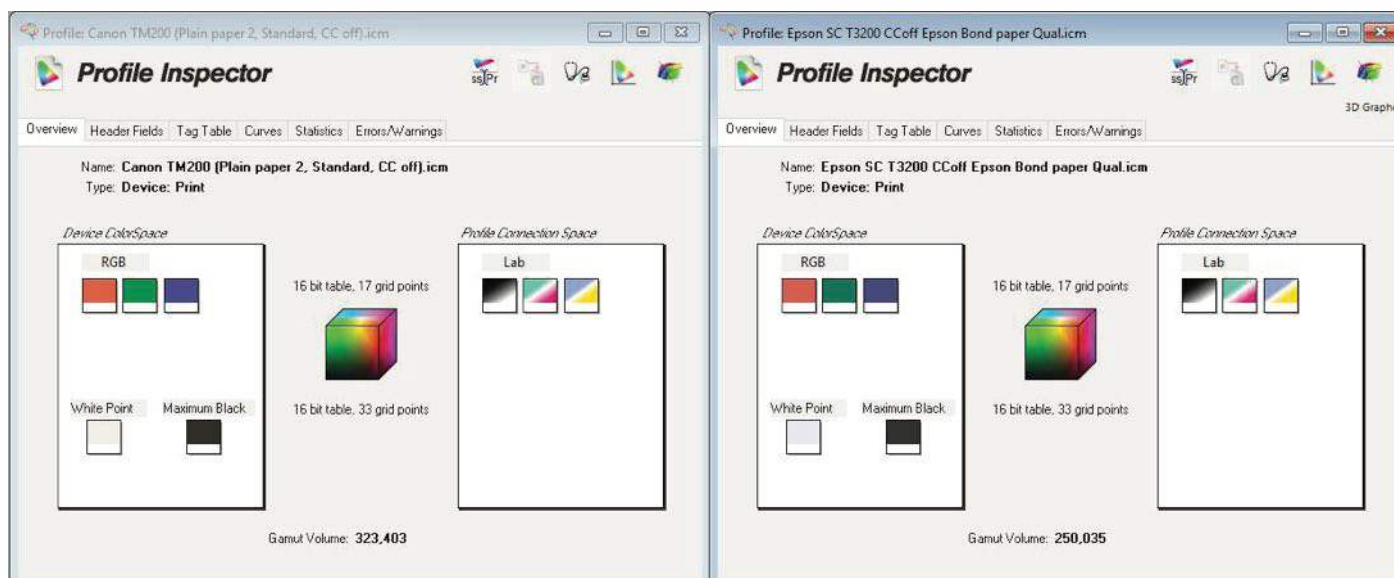 Profile: Canon TM200 (Plain paper 2, Standard, CC off).icm
Profile Inspector
ss Pr
Overview Header Fields Tag Table Curves Statistics Errors/Warnings
Name: Canon TM200 (Plain paper 2, Standard, CC off).icm
Type: Device: Print
Device ColorSpace
Profile Connection Space
RGB
Lab
16 bit table, 17 grid points
White Point
Maximum Black
16 bit table, 33 grid points
Gamut Volume: 323,403
Profile: Epson SC T3200 CCoff Epson Bond paper Qual.icm
Profile Inspector
ss Pr
3D Graph
Overview Header Fields Tag Table Curves Statistics Errors/Warnings
Name: Epson SC T3200 CCoff Epson Bond paper Qual.icm
Type: Device: Print
Device ColorSpace
Profile Connection Space
RGB
Lab
16 bit table, 17 grid points
White Point
Maximum Black
16 bit table, 33 grid points
Gamut Volume: 250,035